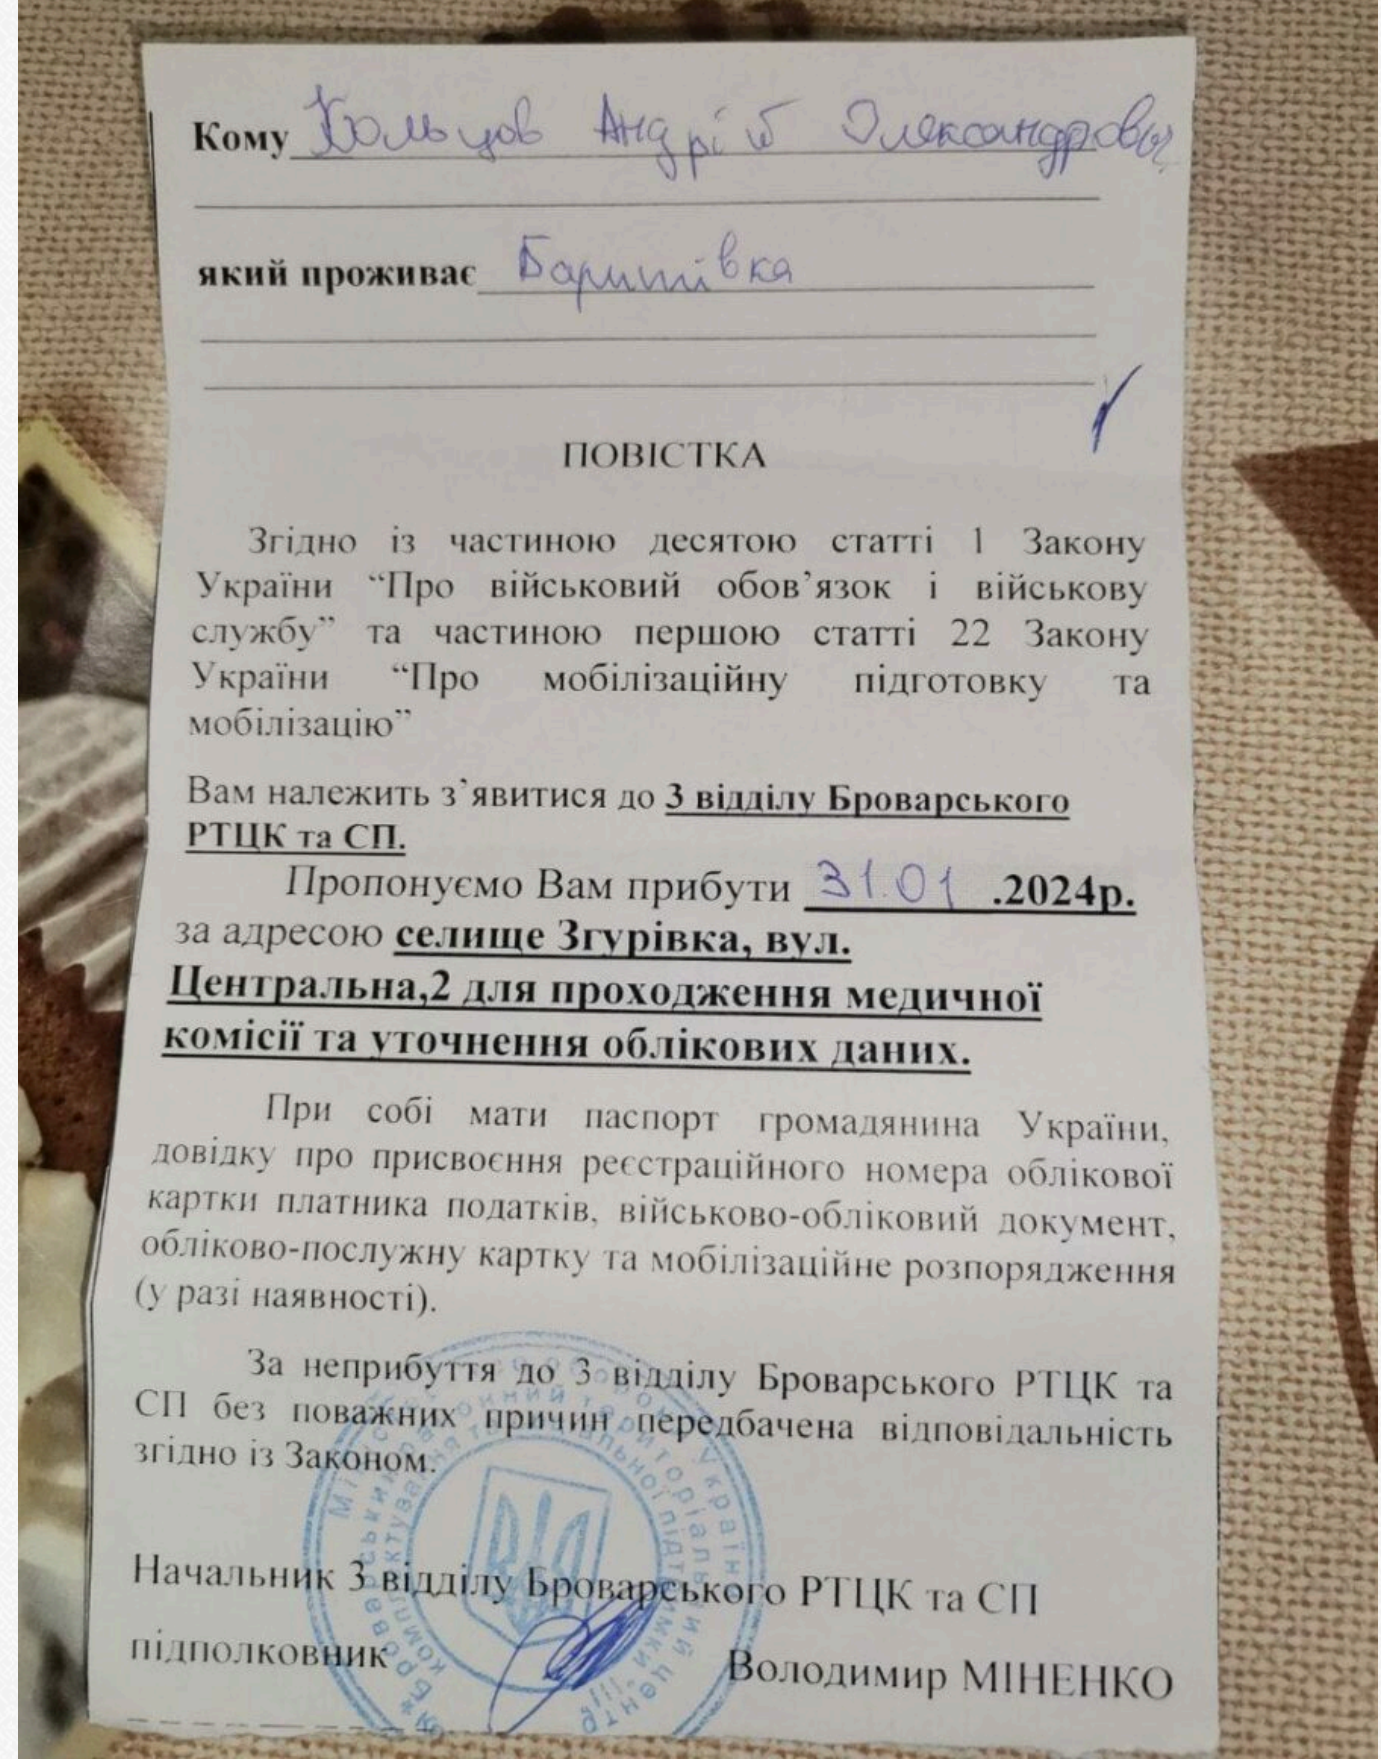 Кому Кольцов Андрій Олександрович
який проживає Баришівка
ПОВІСТКА
Згідно із частиною десятою статті 1 Закону
України “Про військовий обов’язок і військову
службу” та частиною першою статті 22 Закону
України “Про мобілізаційну підготовку та
мобілізацію”
Вам належить з’явитися до 3 відділу Броварського
РТЦК та СП.
Пропонуємо Вам прибути 31.01 .2024р.
за адресою селище Згурівка, вул.
Центральна,2 для проходження медичної
комісії та уточнення облікових даних.
При собі мати паспорт громадянина України,
довідку про присвоєння реєстраційного номера облікової
картки платника податків, військово-обліковий документ,
обліково-послужну картку та мобілізаційне розпорядження
(у разі наявності).
За неприбуття до 3 відділу Броварського РТЦК та
СП без поважних причин передбачена відповідальність
згідно із Законом.
Начальник 3 відділу Броварського РТЦК та СП
підполковник
Володимир МІНЕНКО